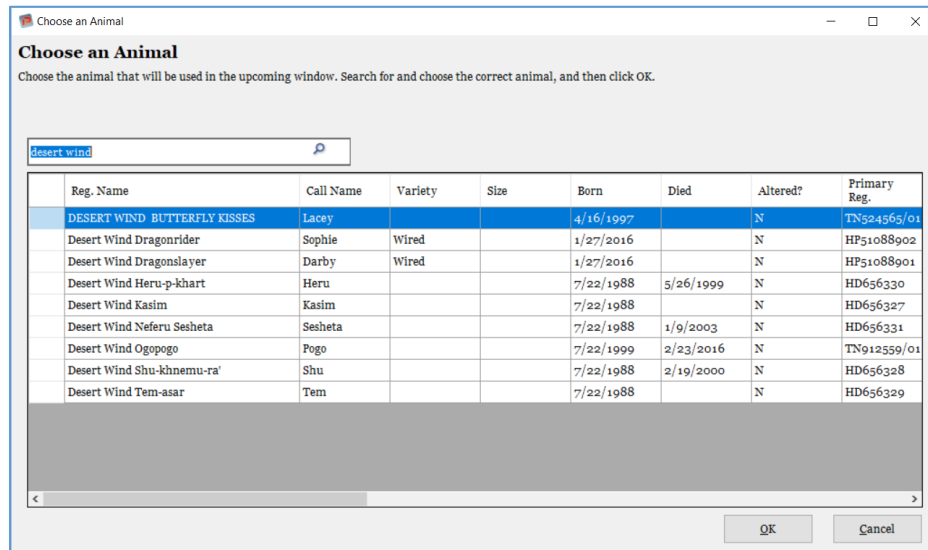 Choose an Animal
Choose an Animal
Choose the animal that will be used in the upcoming window. Search for and choose the correct animal, and then click OK.
desert wind
Reg. Name Call Name Variety Size Born Died Altered? Primary Reg.
DESERT WIND  BUTTERFLY KISSES Lacey 4/16/1997 N TN524565/01
Desert Wind Dragonrider Sophie Wired 1/27/2016 N HP51088902
Desert Wind Dragonslayer Darby Wired 1/27/2016 N HP51088901
Desert Wind Heru-p-khart Heru 7/22/1988 5/26/1999 N HD656330
Desert Wind Kasim Kasim 7/22/1988 N HD656327
Desert Wind Neferu Sesheta Sesheta 7/22/1988 1/9/2003 N HD656331
Desert Wind Ogopogo Pogo 7/22/1999 2/23/2016 N TN912559/01
Desert Wind Shu-khnemu-ra' Shu 7/22/1988 2/19/2000 N HD656328
Desert Wind Tem-asar Tem 7/22/1988 N HD656329
OK Cancel